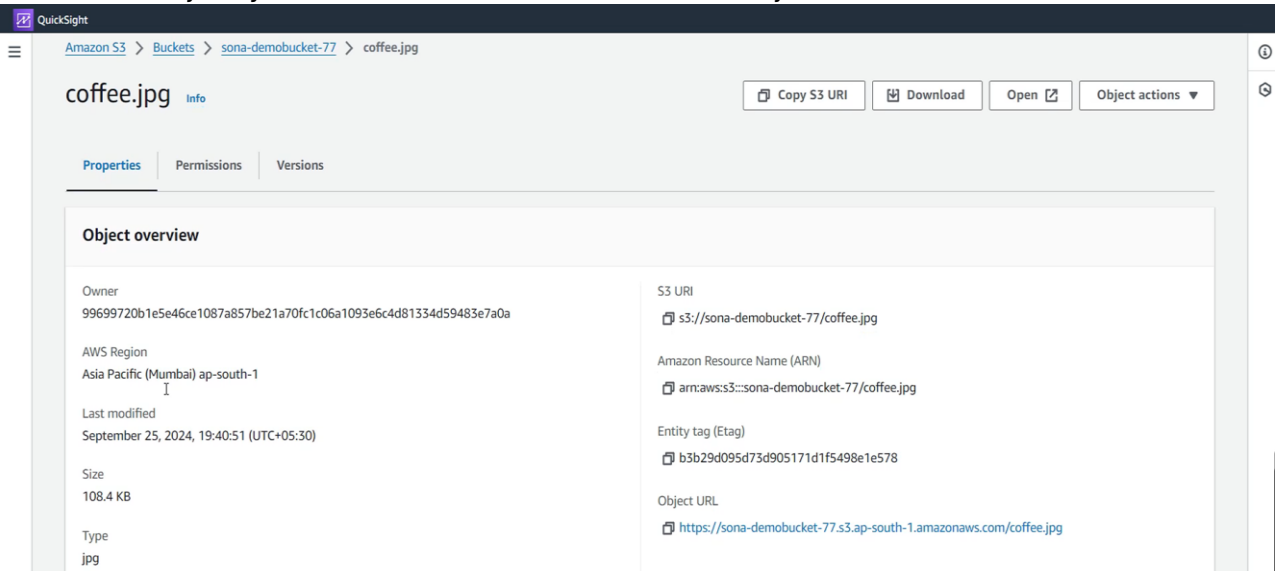 QuickSight
Amazon S3 > Buckets > sona-demobucket-77 > coffee.jpg
coffee.jpg Info
Copy S3 URI Download Open Object actions ▼
Properties Permissions Versions
Object overview
Owner
99699720b1e5e46ce1087a857be21a70fc1c06a1093e6c4d81334d59483e7a0a
AWS Region
Asia Pacific (Mumbai) ap-south-1
Last modified
September 25, 2024, 19:40:51 (UTC+05:30)
Size
108.4 KB
Type
jpg
S3 URI
s3://sona-demobucket-77/coffee.jpg
Amazon Resource Name (ARN)
arn:aws:s3:::sona-demobucket-77/coffee.jpg
Entity tag (Etag)
b3b29d095d73d905171d1f5498e1e578
Object URL
https://sona-demobucket-77.s3.ap-south-1.amazonaws.com/coffee.jpg